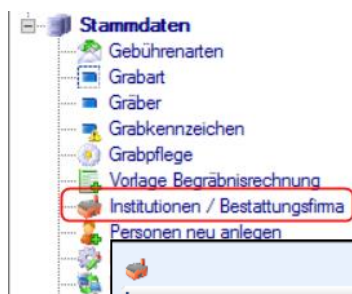 Stammdaten
Gebührenarten
Grabart
Gräber
Grabkennzeichen
Grabpflege
Vorlage Begräbnisrechnung
Institutionen / Bestattungsfirma
Personen neu anlegen